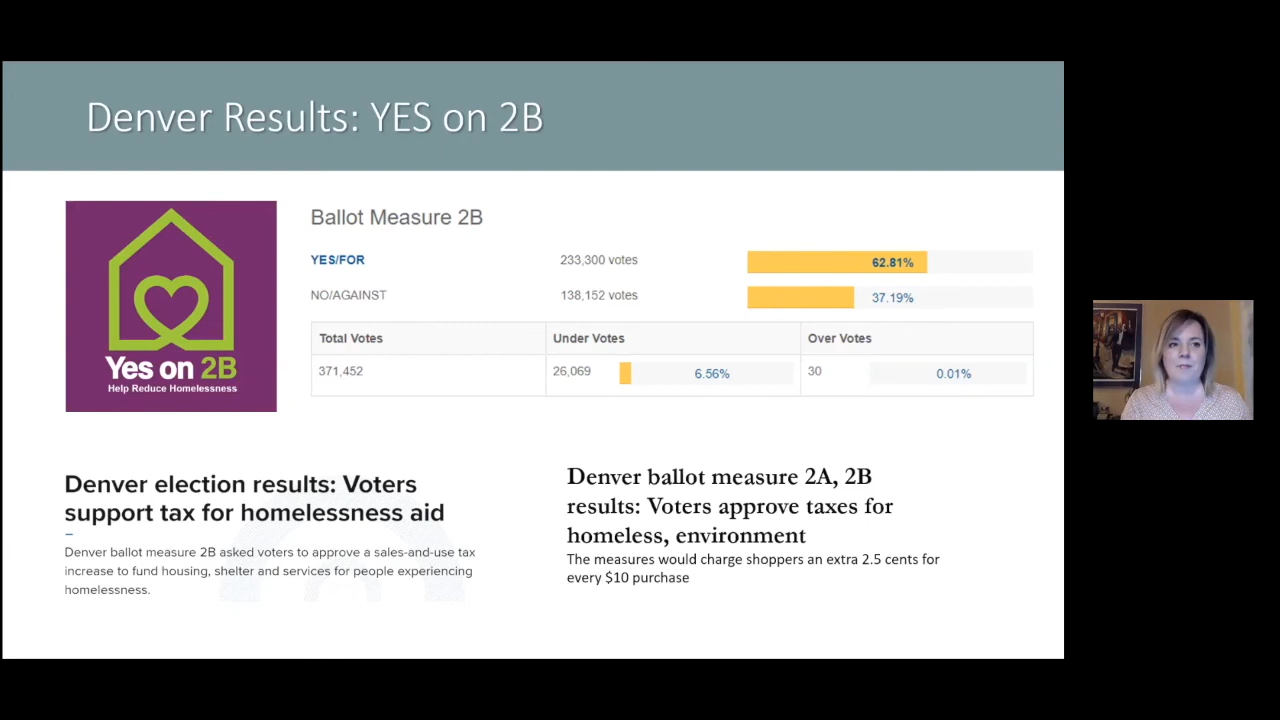 Denver Results: YES on 2B
Yes on 2B
Help Reduce Homelessness
Ballot Measure 2B
YES/FOR 233,300 votes 62.81%
NO/AGAINST 138,152 votes 37.19%
Total Votes Under Votes Over Votes
371,452 26,069 6.56% 30 0.01%
Denver election results: Voters
support tax for homelessness aid
Denver ballot measure 2B asked voters to approve a sales-and-use tax
increase to fund housing, shelter and services for people experiencing
homelessness.
Denver ballot measure 2A, 2B
results: Voters approve taxes for
homeless, environment
The measures would charge shoppers an extra 2.5 cents for
every $10 purchase